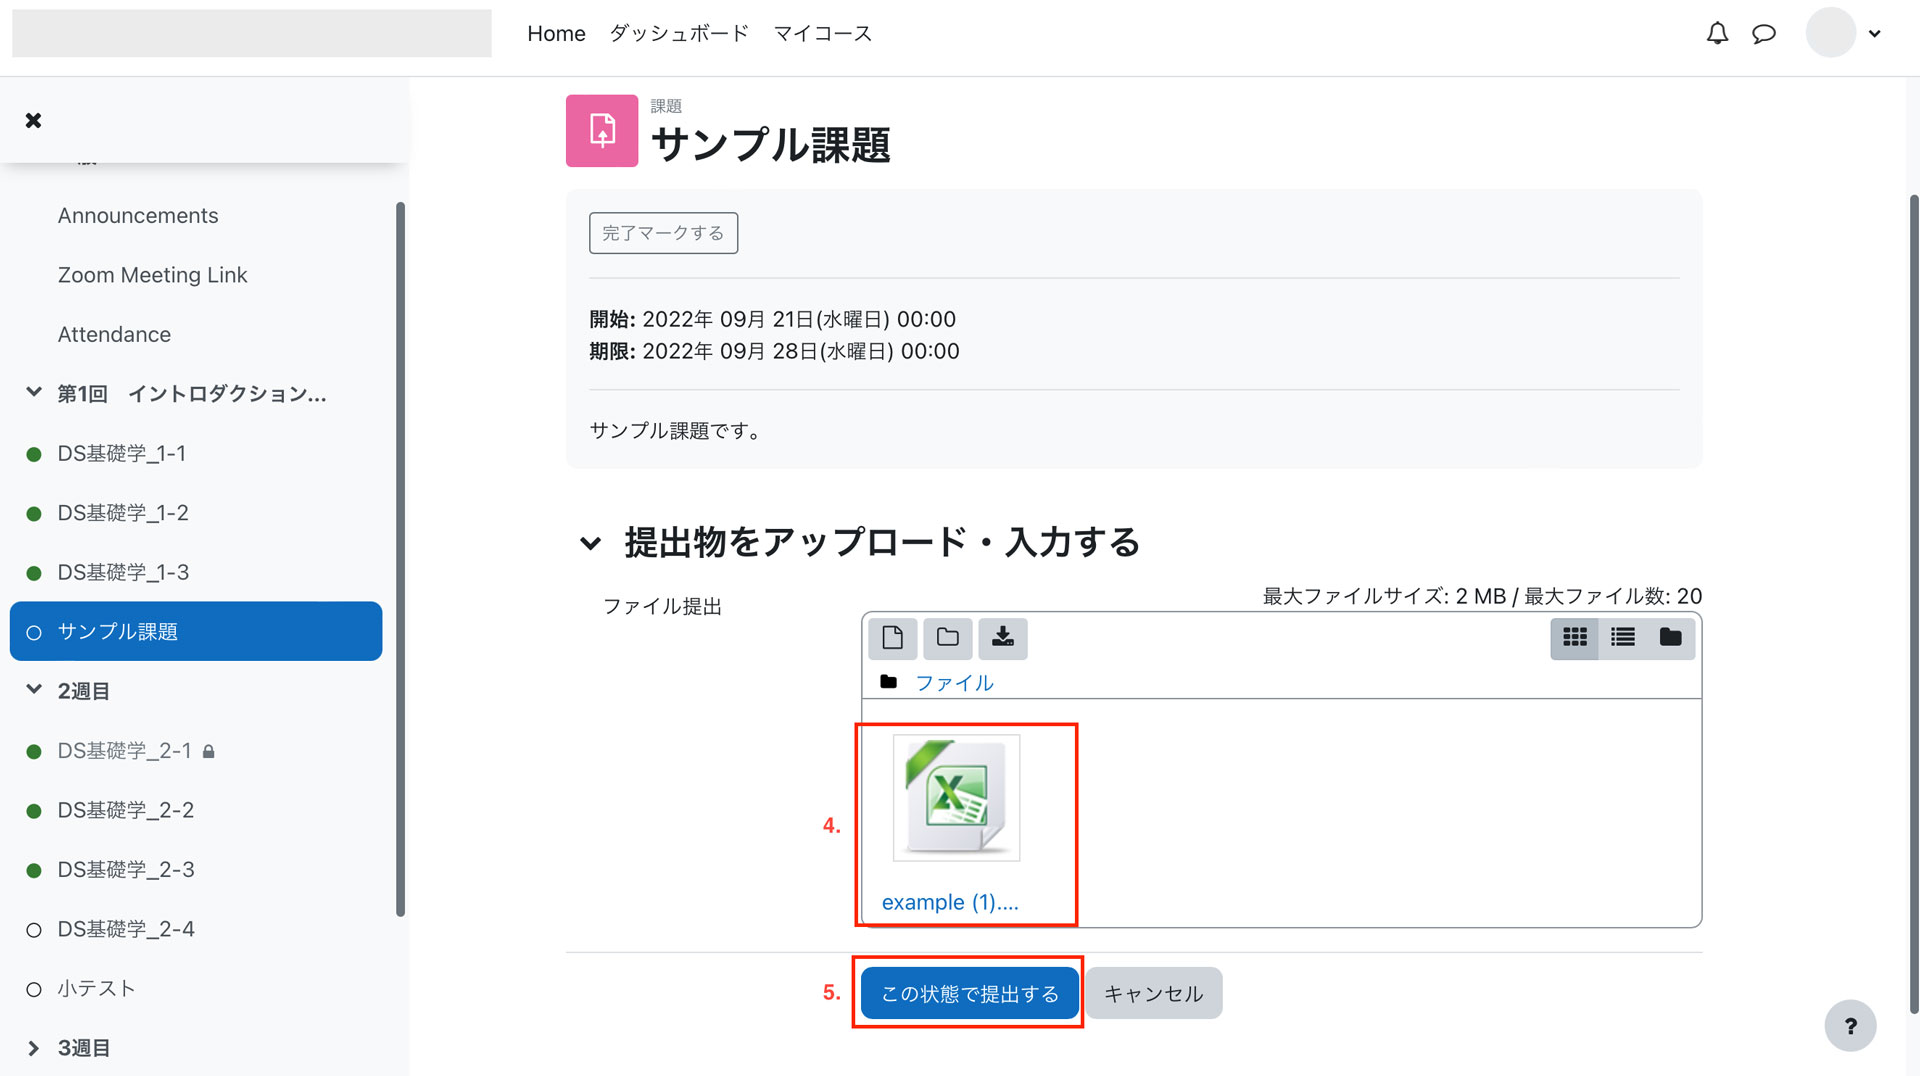 Home ダッシュボード マイコース
Announcements
Zoom Meeting Link
Attendance
第1回 イントロダクション...
DS基礎学_1-1
DS基礎学_1-2
DS基礎学_1-3
サンプル課題
2週目
DS基礎学_2-1
DS基礎学_2-2
DS基礎学_2-3
DS基礎学_2-4
小テスト
3週目
課題
サンプル課題
完了マークする
開始: 2022年 09月 21日(水曜日) 00:00
期限: 2022年 09月 28日(水曜日) 00:00
サンプル課題です。
提出物をアップロード・入力する
ファイル提出
最大ファイルサイズ: 2 MB / 最大ファイル数: 20
ファイル
4.
example (1)....
5. この状態で提出する キャンセル
?